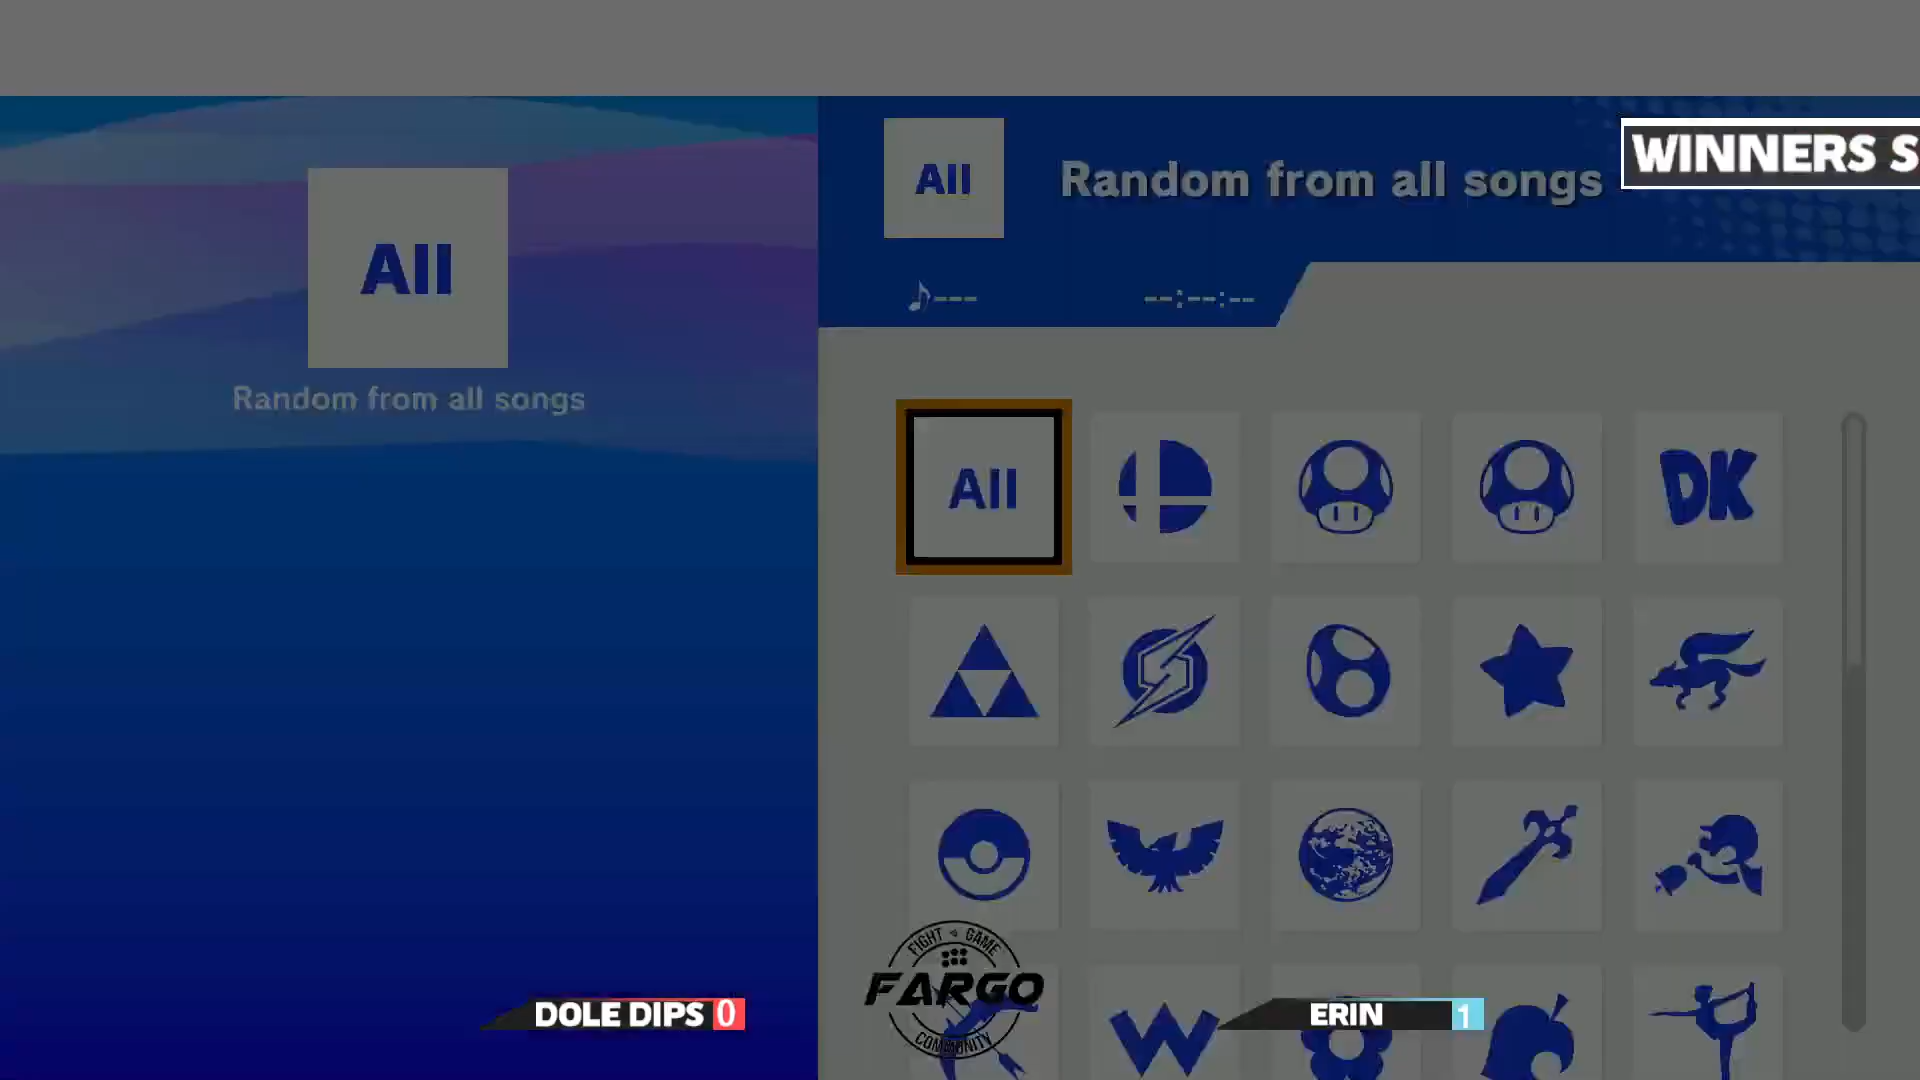 All
Random from all songs
All
Random from all songs
WINNERS S
---
--:--:--
All
DK
FIGHT GAME
FARGO
COMMUNITY
W
DOLE DIPS 0
ERIN 1